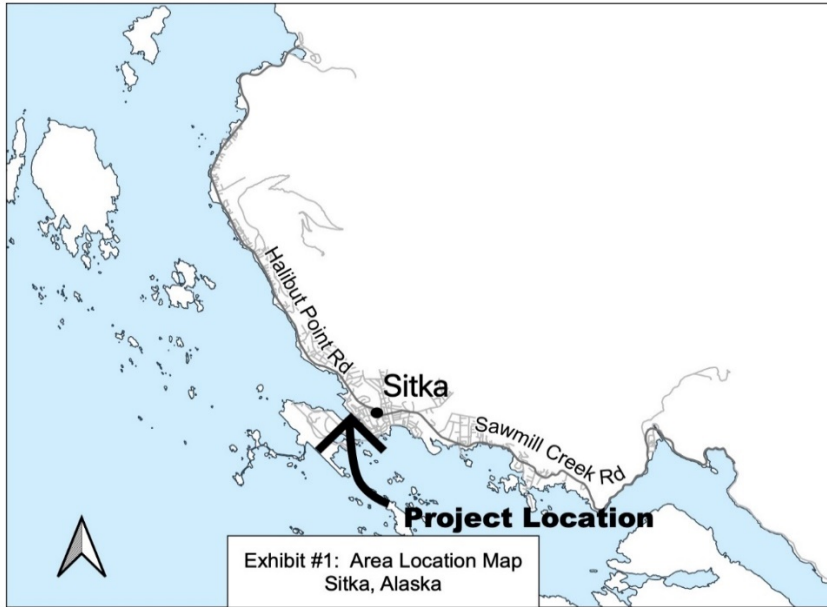 Halibut Point Rd
Sitka
Sawmill Creek Rd
Project Location
Exhibit #1: Area Location Map
Sitka, Alaska